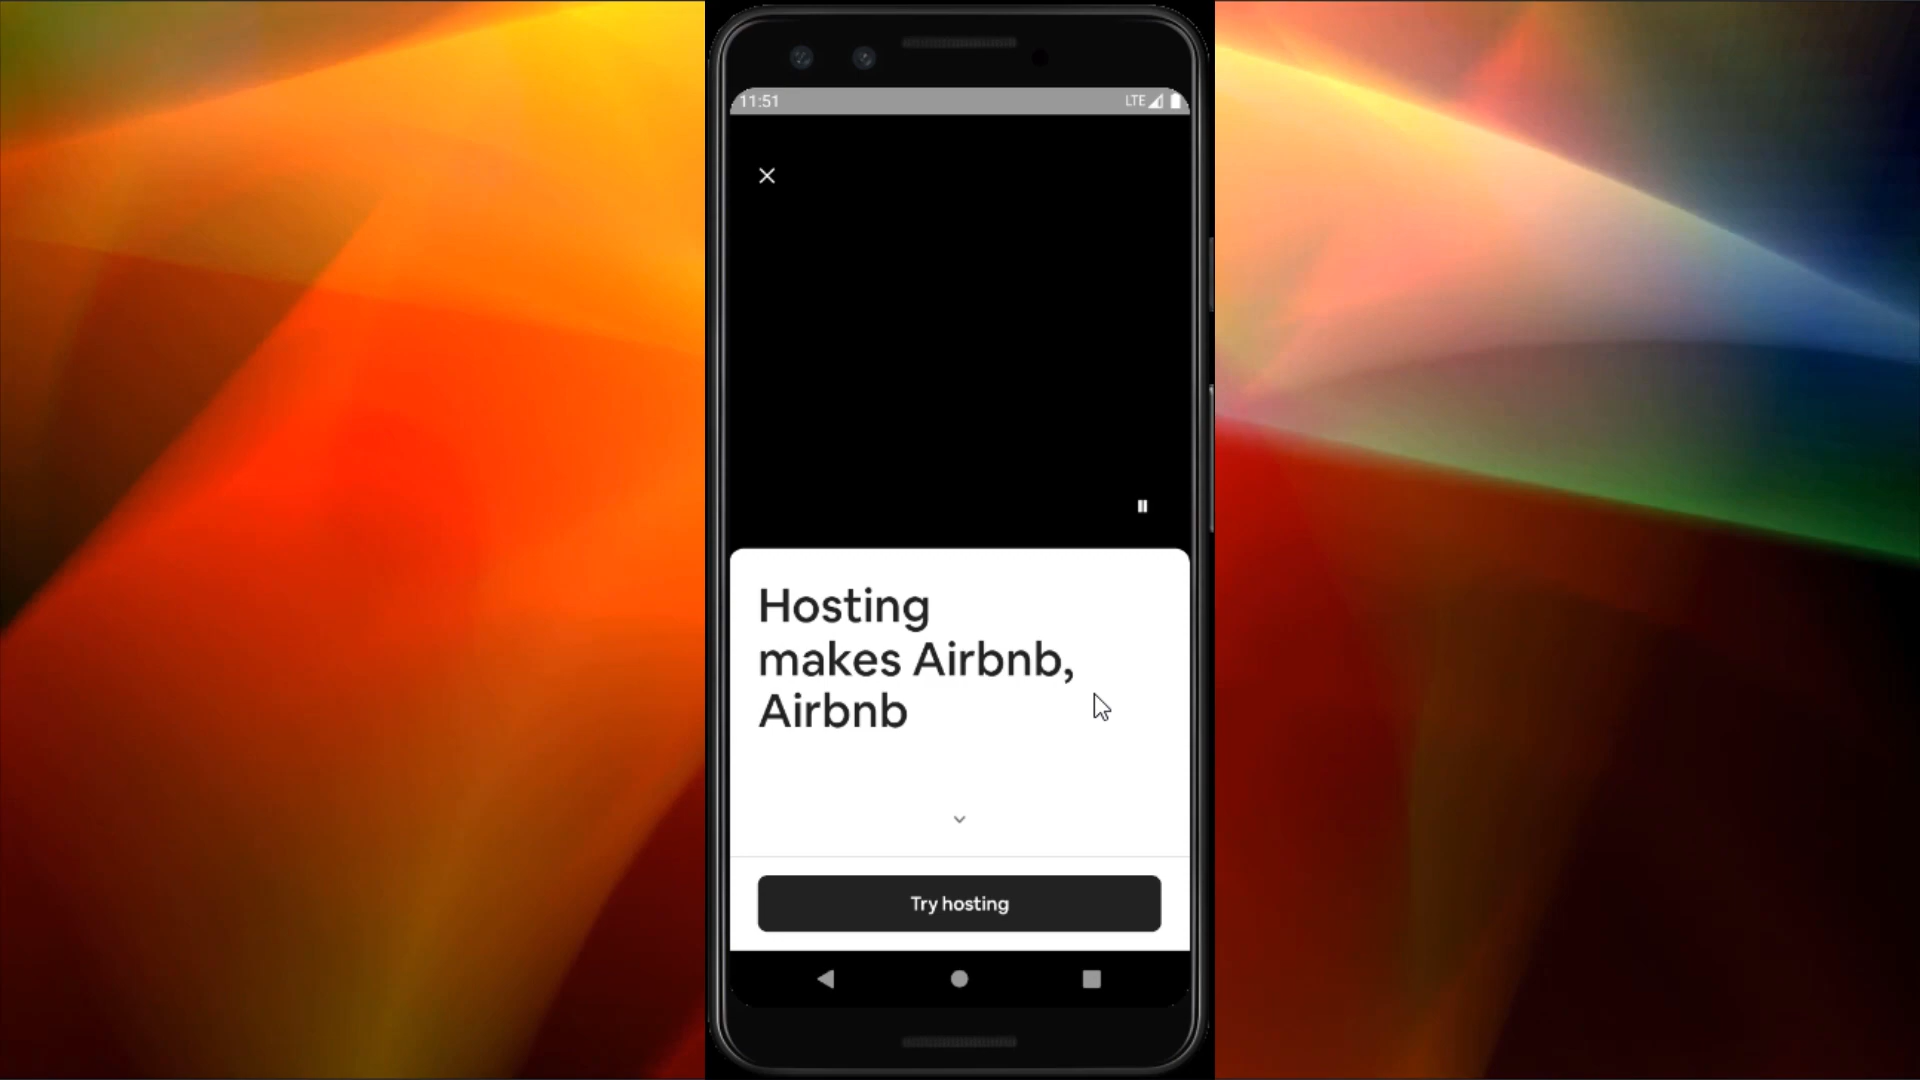 11:51
LTE
Hosting
makes Airbnb,
Airbnb
Try hosting